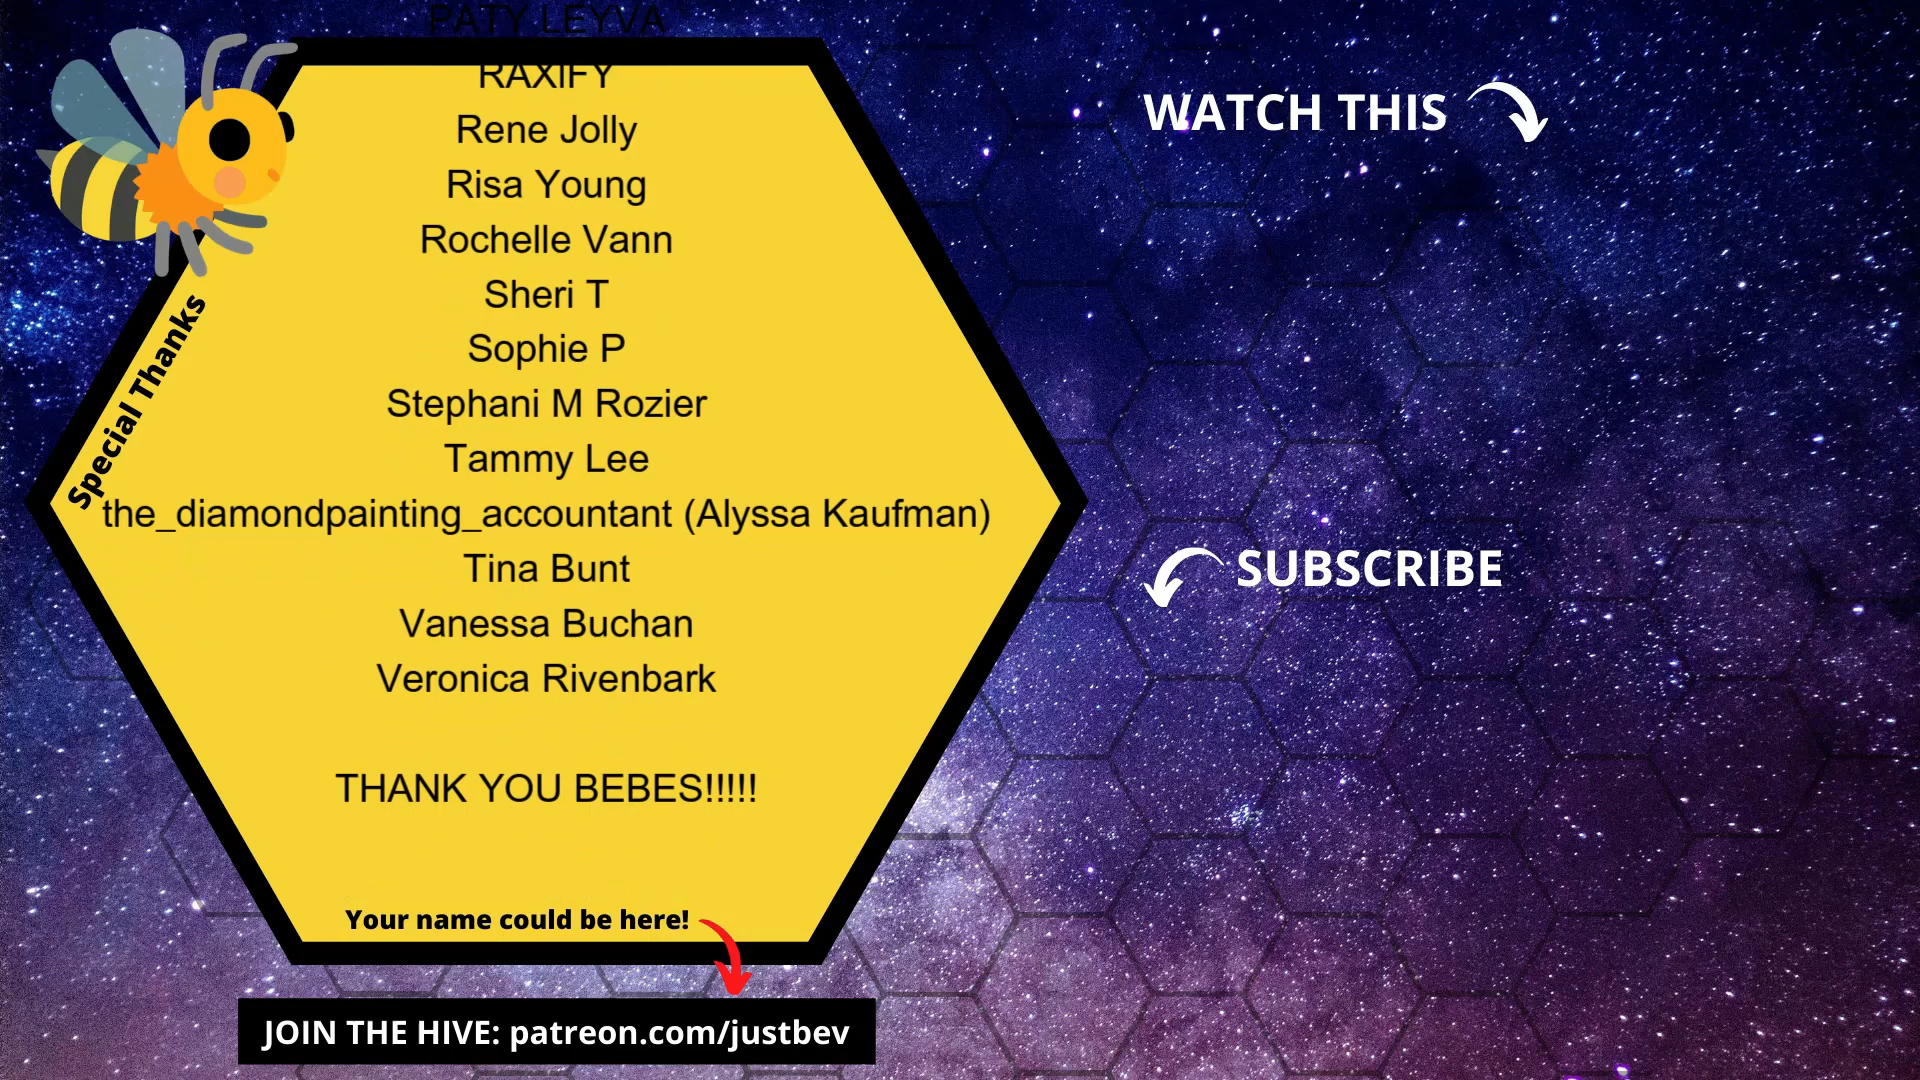 PATY LEYVA
RAXIFY
Rene Jolly
Risa Young
Rochelle Vann
Sheri T
Sophie P
Stephani M Rozier
Tammy Lee
the_diamondpainting_accountant (Alyssa Kaufman)
Tina Bunt
Vanessa Buchan
Veronica Rivenbark
THANK YOU BEBES!!!!!
Special Thanks
Your name could be here!
JOIN THE HIVE: patreon.com/justbev
WATCH THIS
SUBSCRIBE